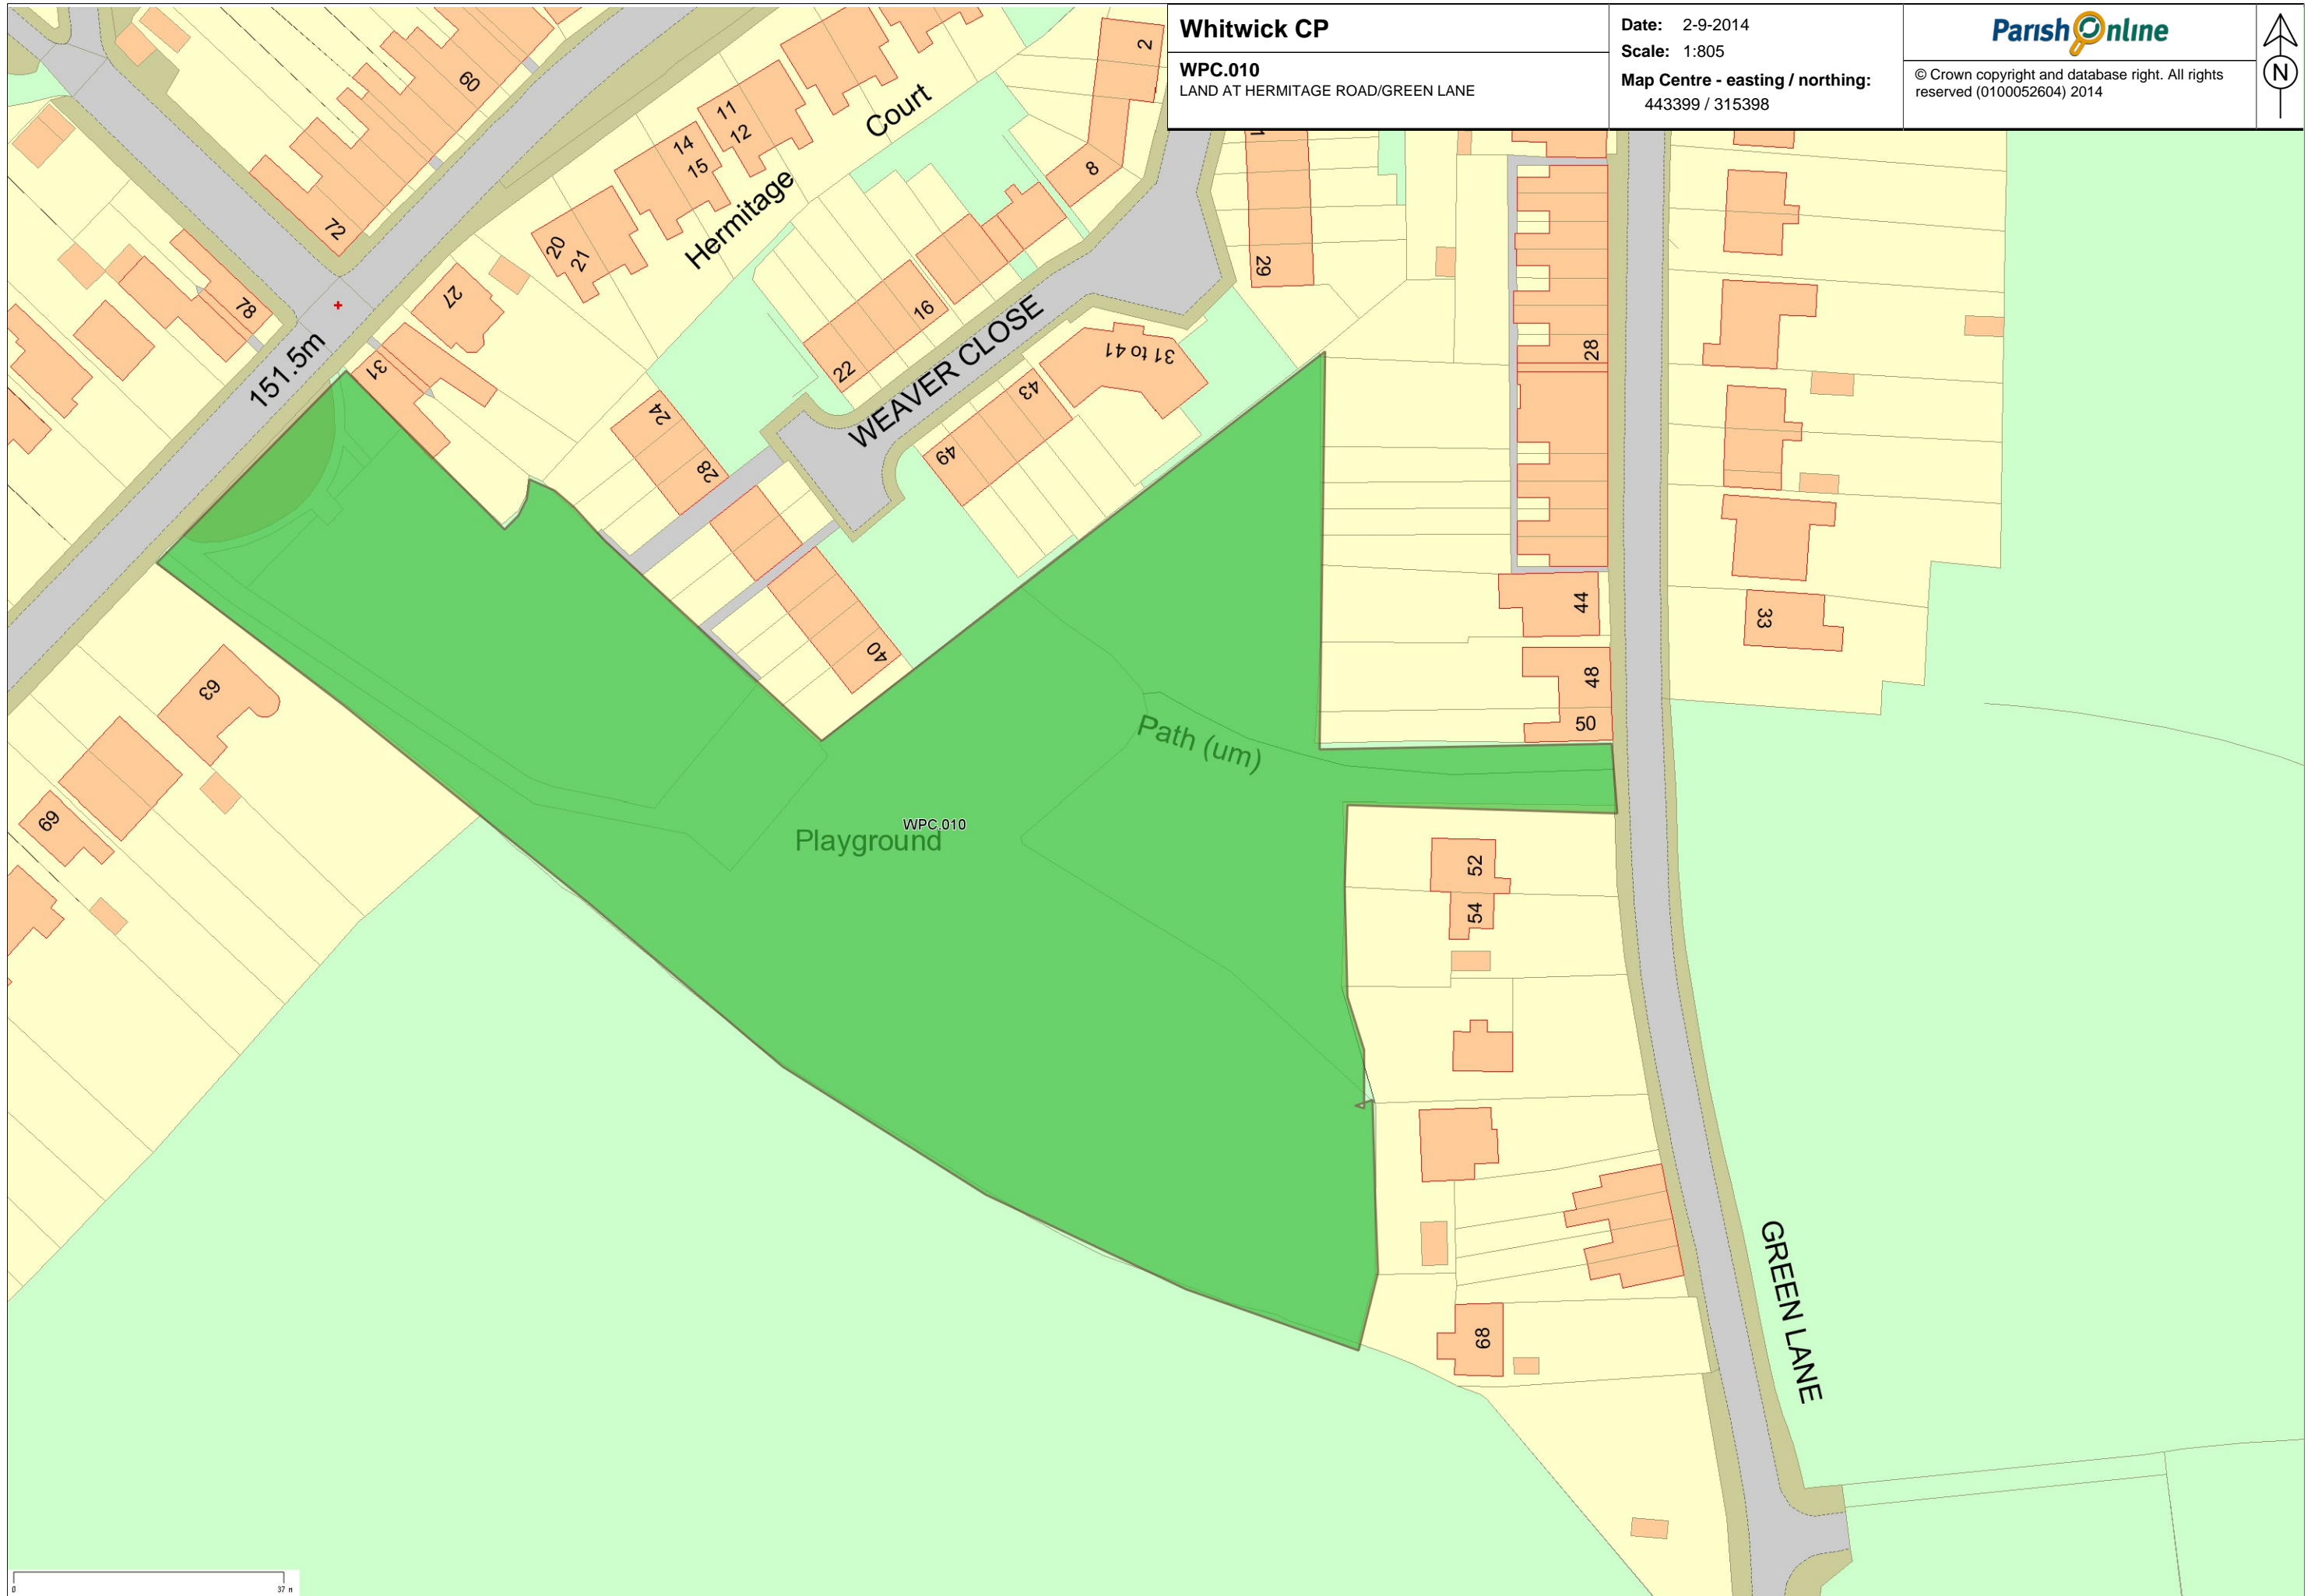 Whitwick CP
WPC.010
LAND AT HERMITAGE ROAD/GREEN LANE
Date: 2-9-2014
Scale: 1:805
Map Centre - easting / northing:
443399 / 315398
Parish Online
© Crown copyright and database right. All rights
reserved (0100052604) 2014
N
2
60
11
12
Court
14
15
8
Hermitage
72
20
21
29
27
78
16
151.5m
WEAVER CLOSE
31 to 41
28
22
31
43
24
49
28
44
33
40
48
63
50
Path (um)
WPC.010
Playground
69
52
54
GREEN LANE
68
0
37 m